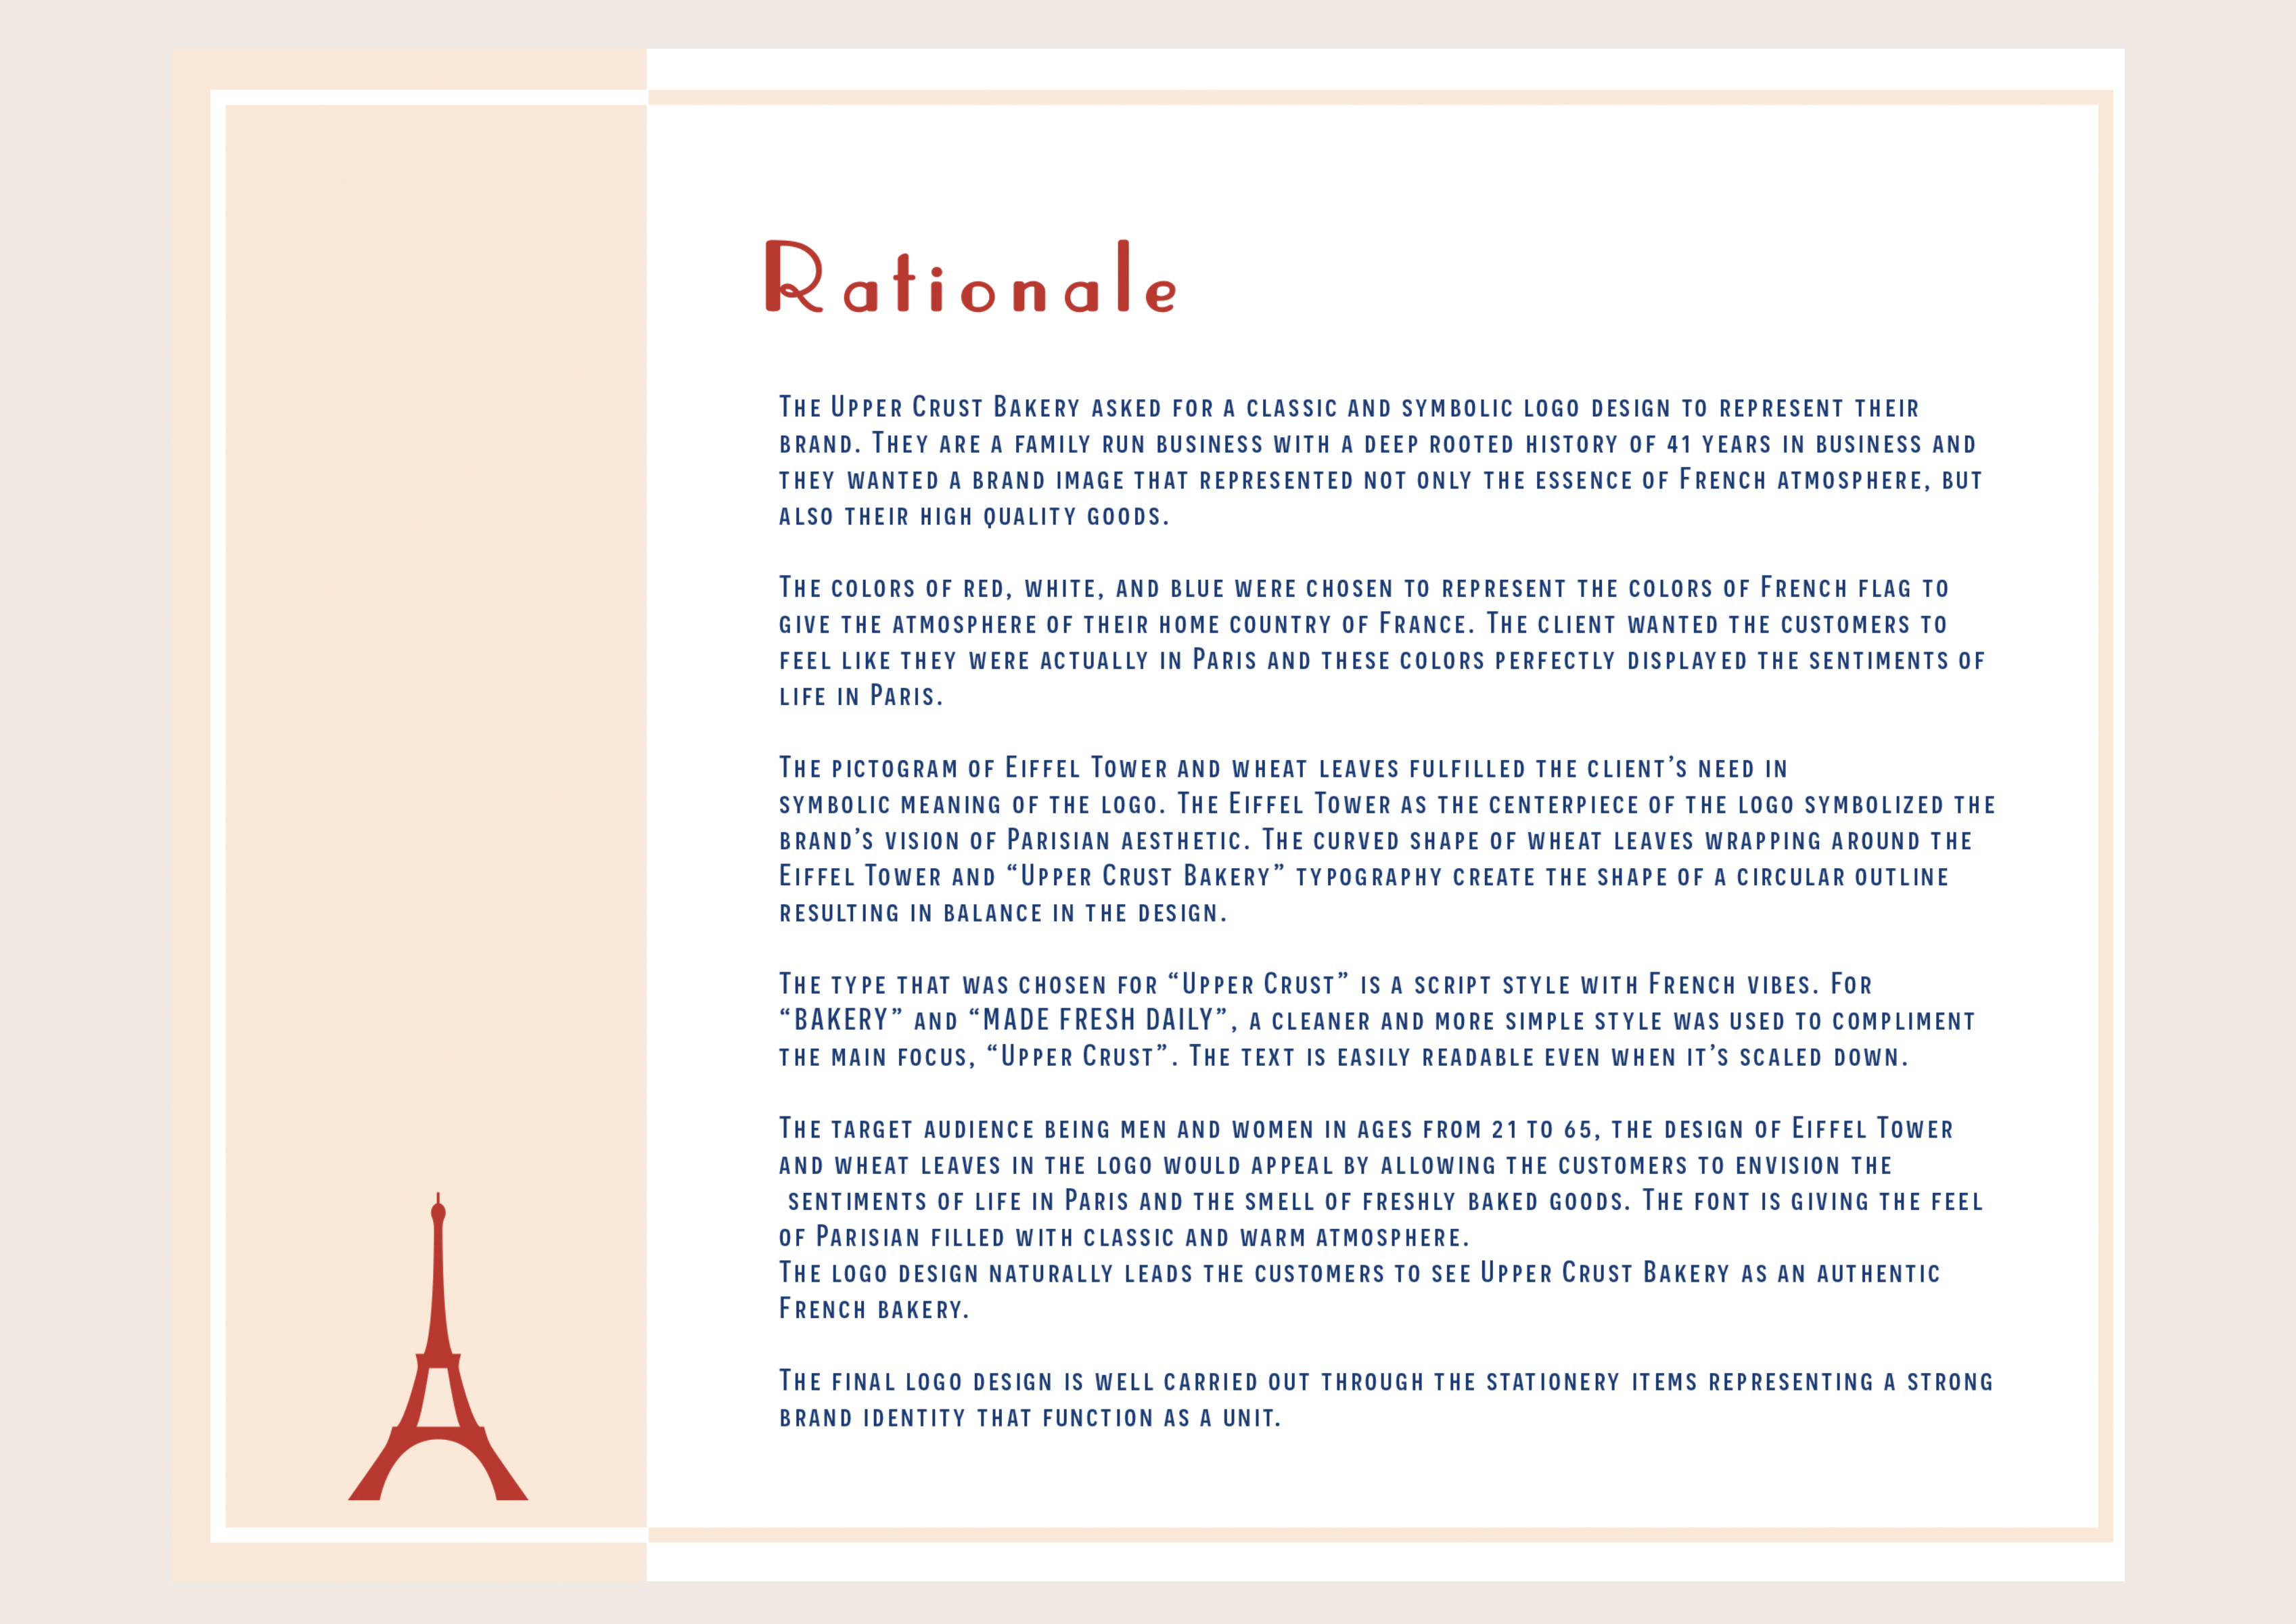 Rationale
The Upper Crust Bakery asked for a classic and symbolic logo design to represent their
brand. They are a family run business with a deep rooted history of 41 years in business and
they wanted a brand image that represented not only the essence of French atmosphere, but
also their high quality goods.
The colors of red, white, and blue were chosen to represent the colors of French flag to
give the atmosphere of their home country of France. The client wanted the customers to
feel like they were actually in Paris and these colors perfectly displayed the sentiments of
life in Paris.
The pictogram of Eiffel Tower and wheat leaves fulfilled the client’s need in
symbolic meaning of the logo. The Eiffel Tower as the centerpiece of the logo symbolized the
brand’s vision of Parisian aesthetic. The curved shape of wheat leaves wrapping around the
Eiffel Tower and “Upper Crust Bakery” typography create the shape of a circular outline
resulting in balance in the design.
The type that was chosen for “Upper Crust” is a script style with French vibes. For
“BAKERY” and “MADE FRESH DAILY”, a cleaner and more simple style was used to compliment
the main focus, “Upper Crust”. The text is easily readable even when it’s scaled down.
The target audience being men and women in ages from 21 to 65, the design of Eiffel Tower
and wheat leaves in the logo would appeal by allowing the customers to envision the
sentiments of life in Paris and the smell of freshly baked goods. The font is giving the feel
of Parisian filled with classic and warm atmosphere.
The logo design naturally leads the customers to see Upper Crust Bakery as an authentic
French bakery.
The final logo design is well carried out through the stationery items representing a strong
brand identity that function as a unit.